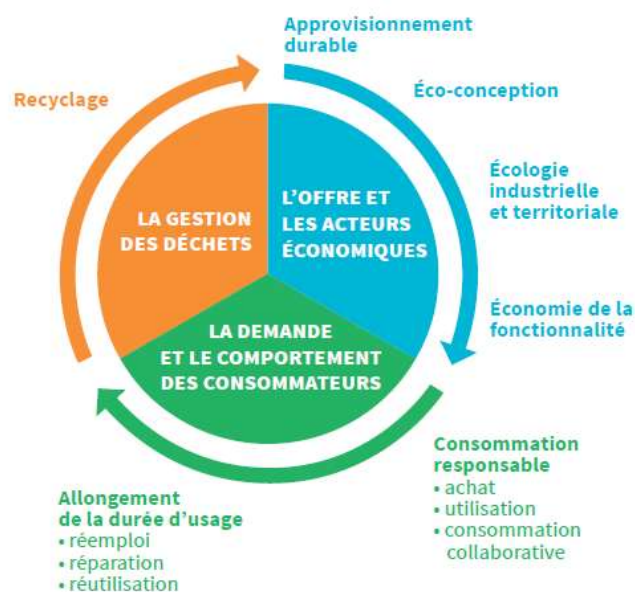 Approvisionnement
durable
Éco-conception
Écologie
industrielle
et territoriale
Économie de la
fonctionnalité
Consommation
responsable
• achat
• utilisation
• consommation
collaborative
Allongement
de la durée d’usage
• réemploi
• réparation
• réutilisation
Recyclage
L’OFFRE ET
LES ACTEURS
ÉCONOMIQUES
LA DEMANDE
ET LE COMPORTEMENT
DES CONSOMMATEURS
LA GESTION
DES DÉCHETS